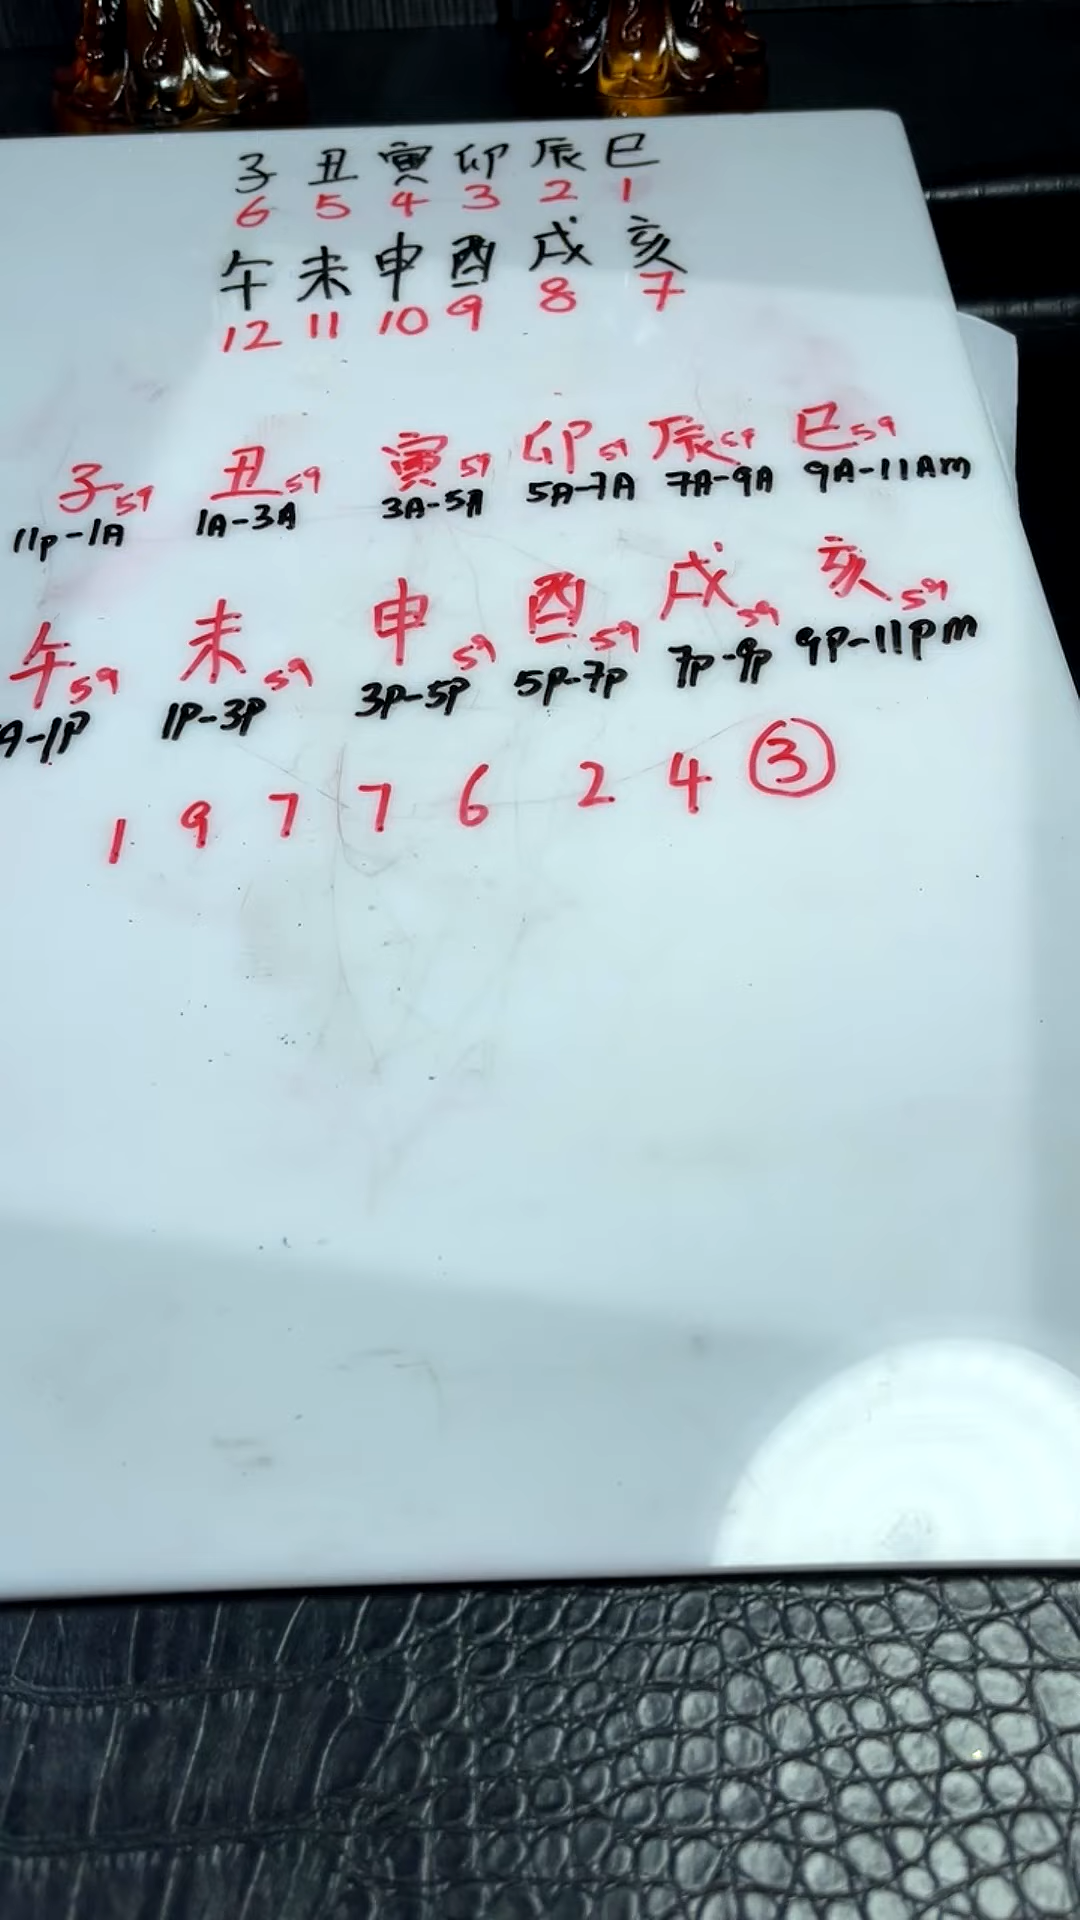 子 丑 寅 卯 辰 巳
6 5 4 3 2 1
午 未 申 酉 戌 亥
12 11 10 9 8 7
子59 丑59 寅59 卯59 辰59 巳59
11P-1A 1A-3A 3A-5A 5A-7A 7A-9A 9A-11Am
午59 未59 申59 酉59 戌59 亥59
A-1P 1P-3P 3P-5P 5P-7P 7P-9P 9P-11Pm
1 9 7 7 6 2 4 3